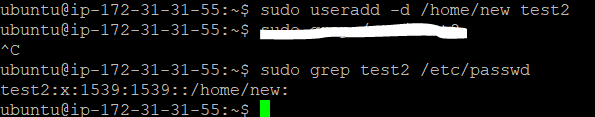 ubuntu@ip-172-31-31-55:~$ sudo useradd -d /home/new test2
ubuntu@ip-172-31-31-55:~$
^C
ubuntu@ip-172-31-31-55:~$ sudo grep test2 /etc/passwd
test2:x:1539:1539::/home/new:
ubuntu@ip-172-31-31-55:~$